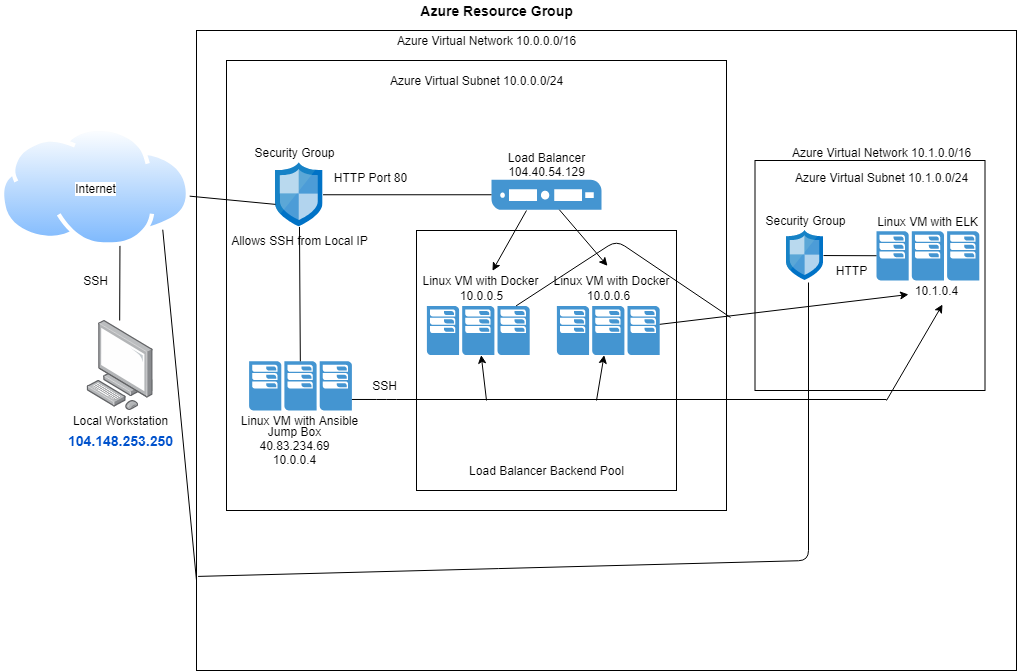 Azure Resource Group
Azure Virtual Network 10.0.0.0/16
Azure Virtual Subnet 10.0.0.0/24
Security Group
HTTP Port 80
Load Balancer
104.40.54.129
Azure Virtual Network 10.1.0.0/16
Azure Virtual Subnet 10.1.0.0/24
Internet
Allows SSH from Local IP
Security Group
Linux VM with ELK
HTTP
10.1.0.4
SSH
Linux VM with Docker
10.0.0.5
Linux VM with Docker
10.0.0.6
Local Workstation
104.148.253.250
SSH
Linux VM with Ansible
Jump Box
40.83.234.69
10.0.0.4
Load Balancer Backend Pool